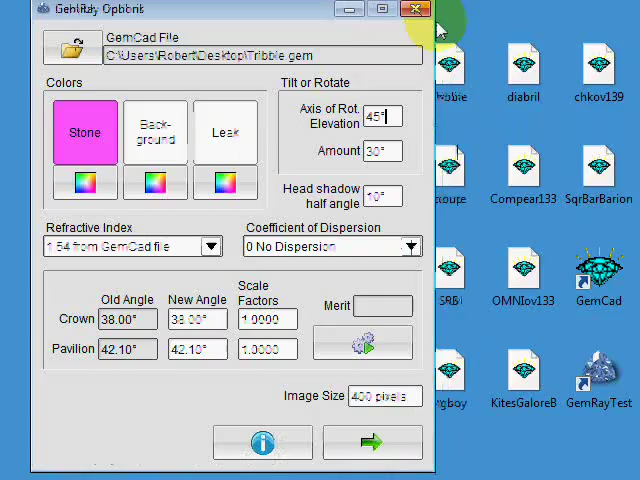 GemRay Options
GemCad File
C:\Users\Robert\Desktop\Tribble gem
Colors
Tilt or Rotate
Stone
Back-
ground
Leak
Axis of Rot.
Elevation
45°
Amount
30°
Head shadow
half angle
10°
Refractive Index
Coefficient of Dispersion
1.54 from GemCad file
0 No Dispersion
Old Angle
New Angle
Scale
Factors
Merit
Crown
38.00°
38.00°
1.0000
Pavilion
42.10°
42.10°
1.0000
Image Size
400 pixels
diabril
chkov139
Compear133
SqrBarBarion
SRB
OMNIov133
GemCad
KitesGaloreB
GemRayTest